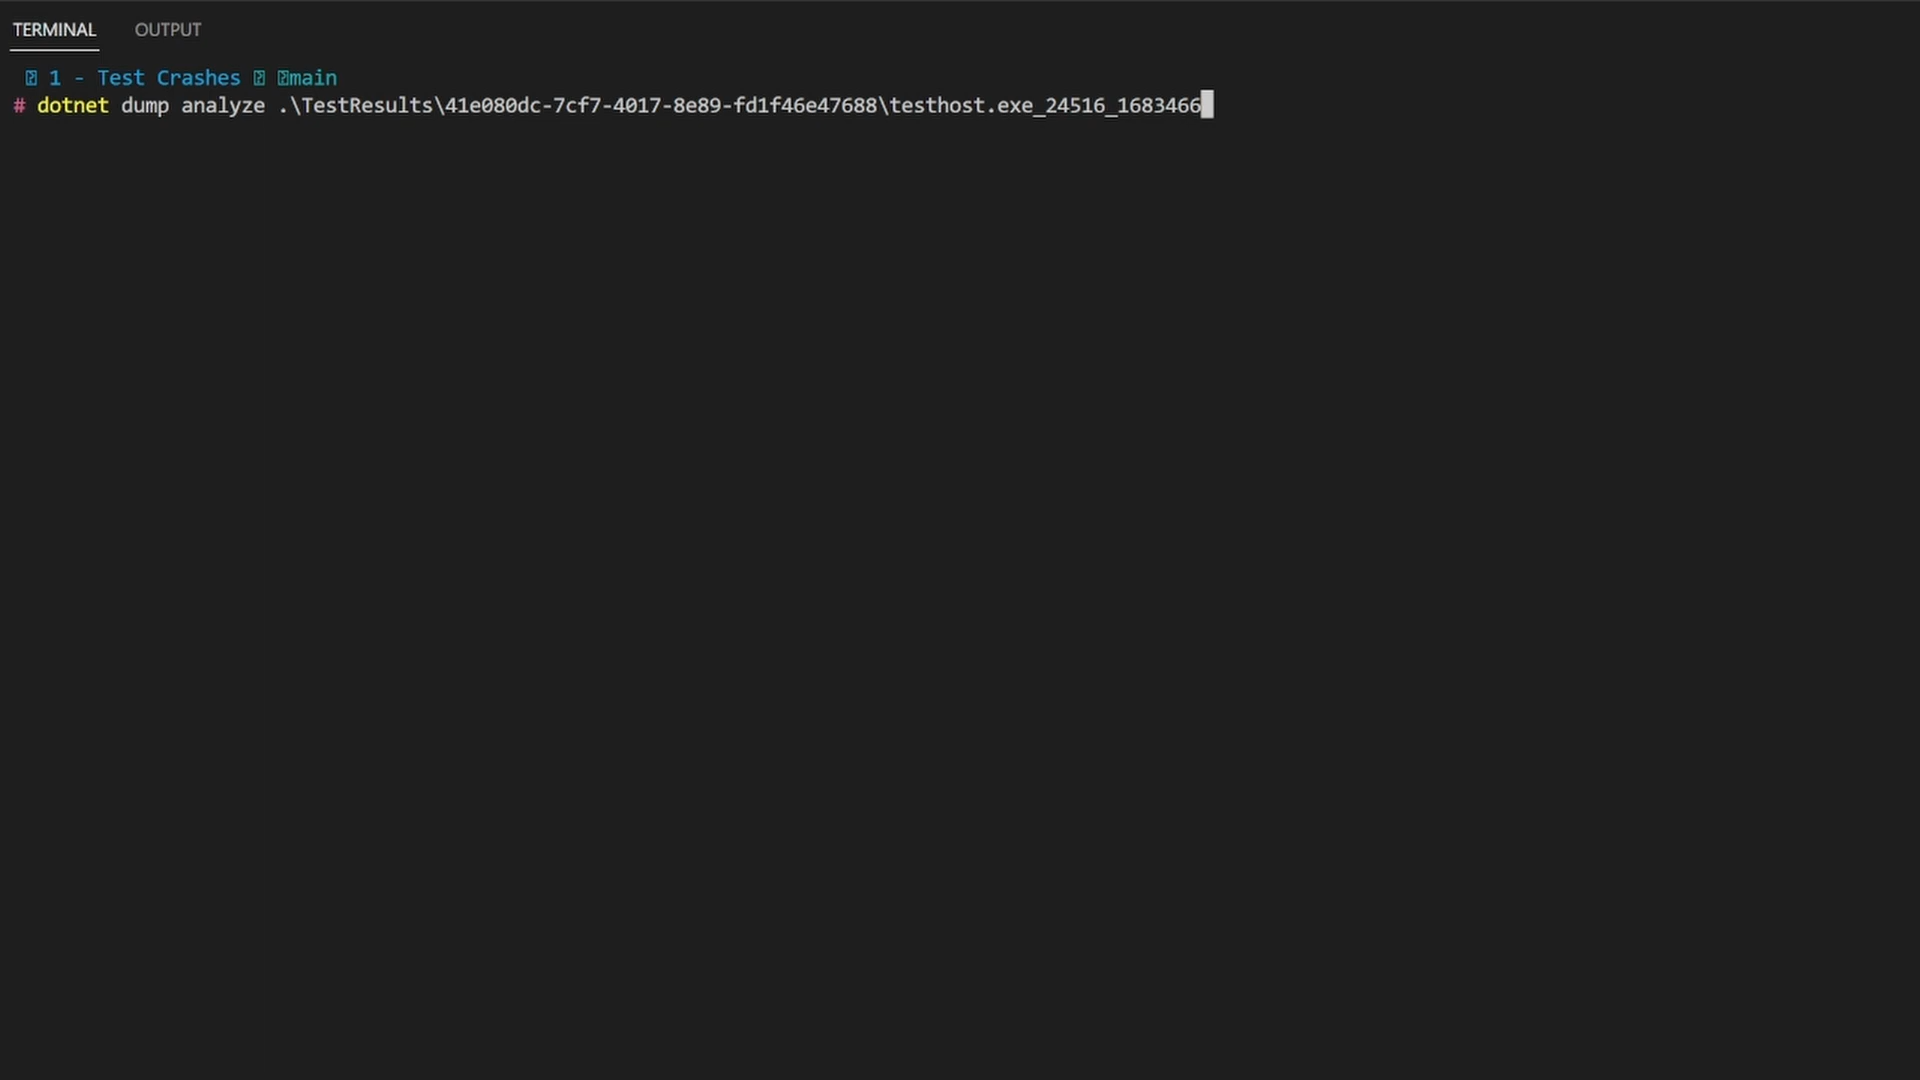 TERMINAL OUTPUT
1 - Test Crashes main
# dotnet dump analyze .\TestResults\41e080dc-7cf7-4017-8e89-fd1f46e47688\testhost.exe_24516_1683466